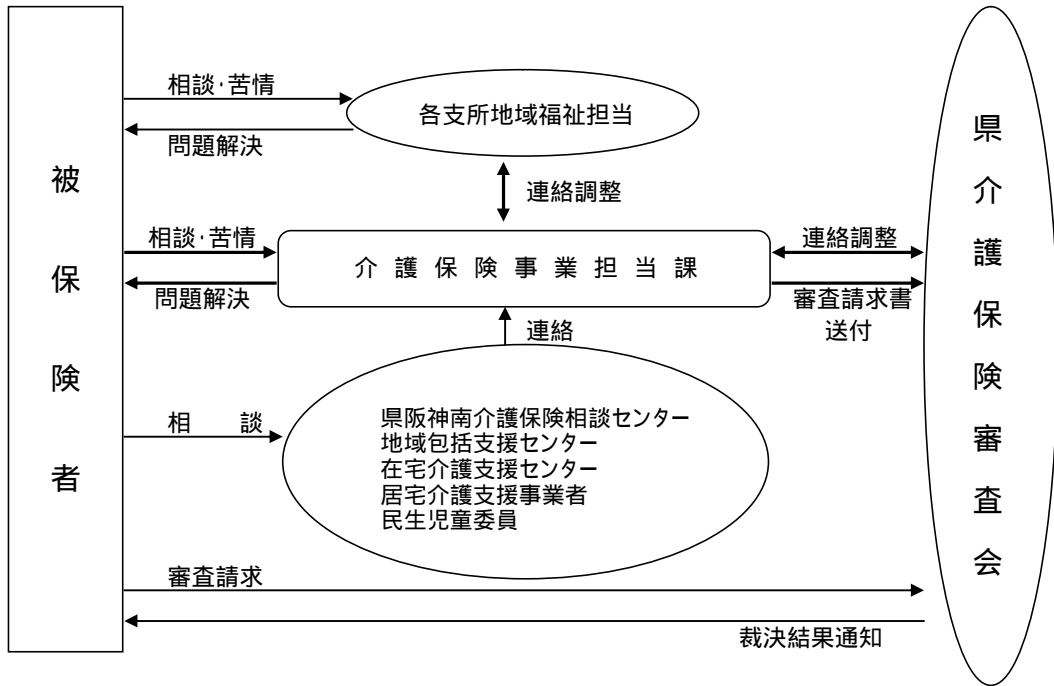 被保険者
相談・苦情
問題解決
各支所地域福祉担当
連絡調整
相談・苦情
問題解決
介護保険事業担当課
連絡調整
審査請求書
送付
連絡
相　　談
県阪神南介護保険相談センター
地域包括支援センター
在宅介護支援センター
居宅介護支援事業者
民生児童委員
審査請求
裁決結果通知
県介護保険審査会